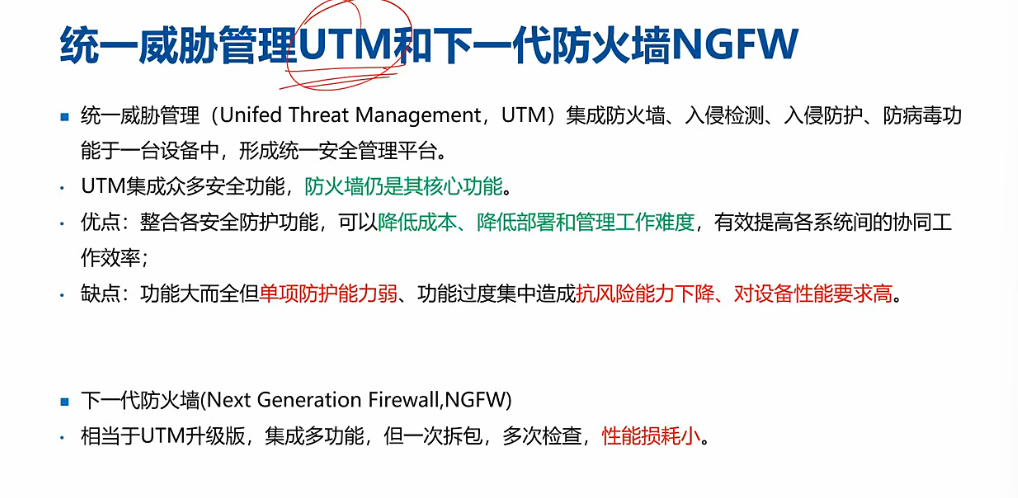 统一威胁管理UTM和下一代防火墙NGFW
■ 统一威胁管理（Unifed Threat Management，UTM）集成防火墙、入侵检测、入侵防护、防病毒功
能于一台设备中，形成统一安全管理平台。
· UTM集成众多安全功能，防火墙仍是其核心功能。
· 优点：整合各安全防护功能，可以降低成本、降低部署和管理工作难度，有效提高各系统间的协同工
作效率；
· 缺点：功能大而全但单项防护能力弱、功能过度集中造成抗风险能力下降、对设备性能要求高。
■ 下一代防火墙(Next Generation Firewall,NGFW)
· 相当于UTM升级版，集成多功能，但一次拆包，多次检查，性能损耗小。